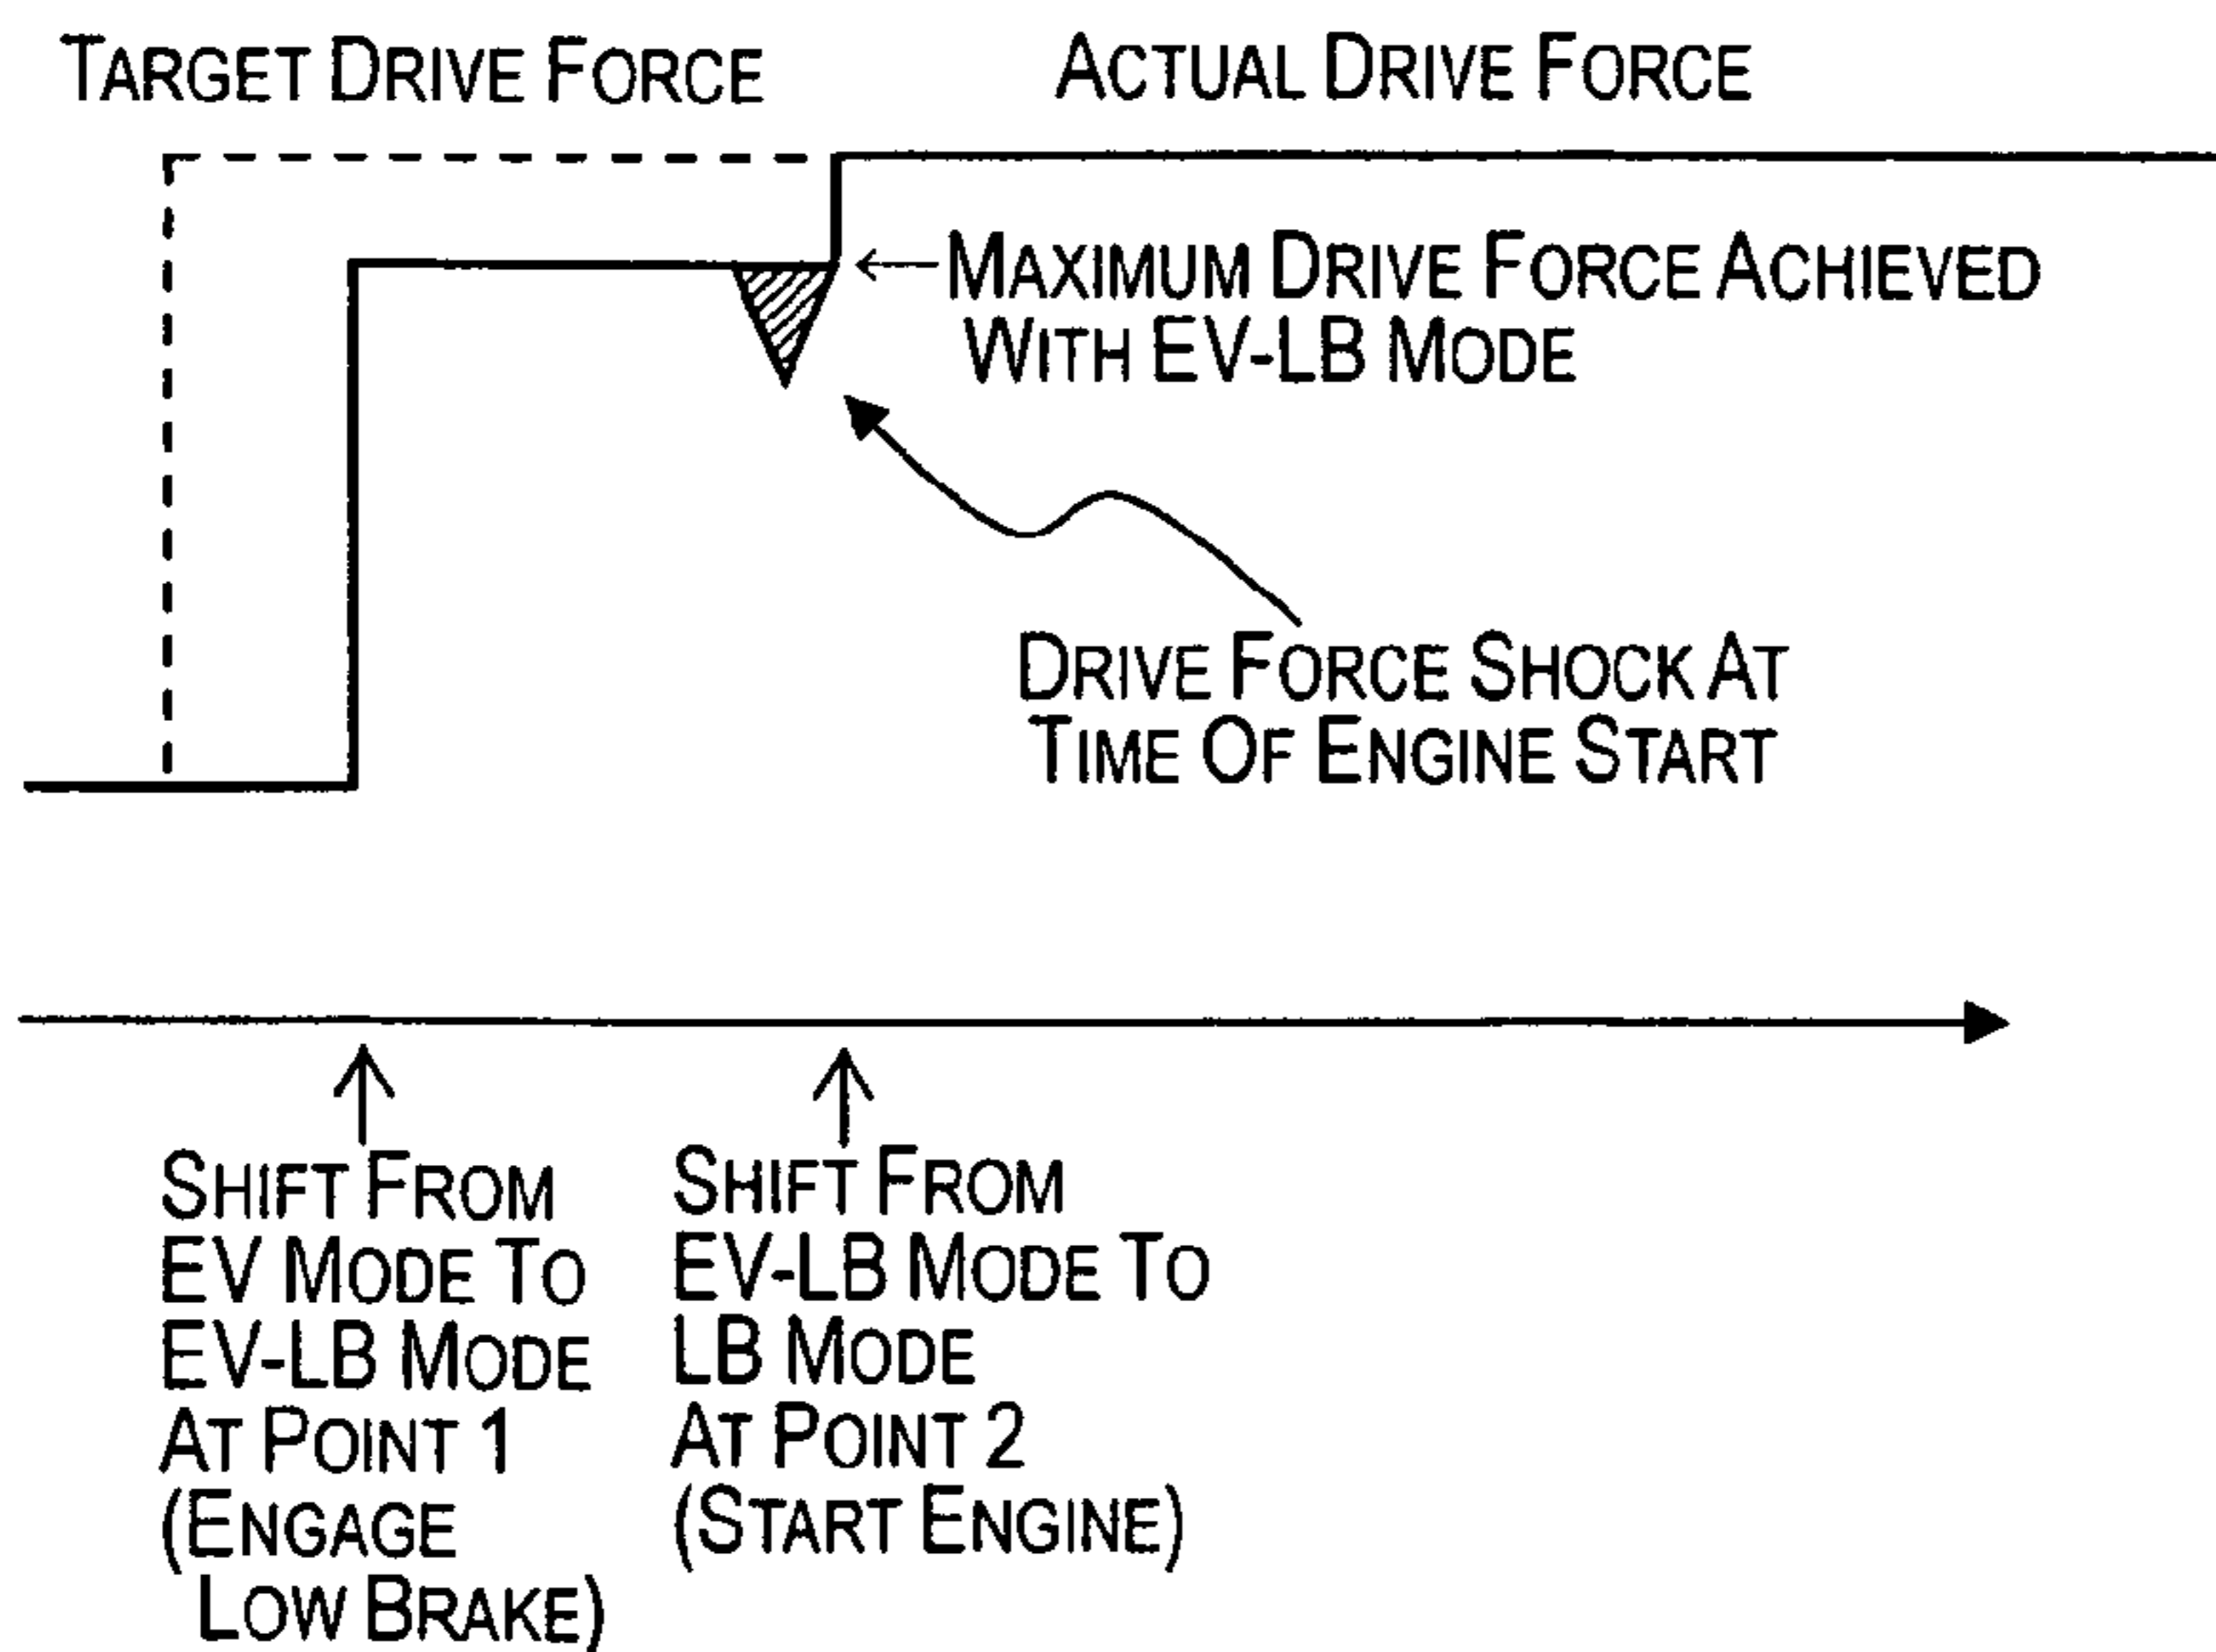 TARGET DRIVE FORCE
ACTUAL DRIVE FORCE
MAXIMUM DRIVE FORCE ACHIEVED
WITH EV-LB MODE
DRIVE FORCE SHOCK AT
TIME OF ENGINE START
SHIFT FROM
EV MODE TO
EV-LB MODE
AT POINT 1
(ENGAGE
LOW BRAKE)
SHIFT FROM
EV-LB MODE TO
LB MODE
AT POINT 2
(START ENGINE)